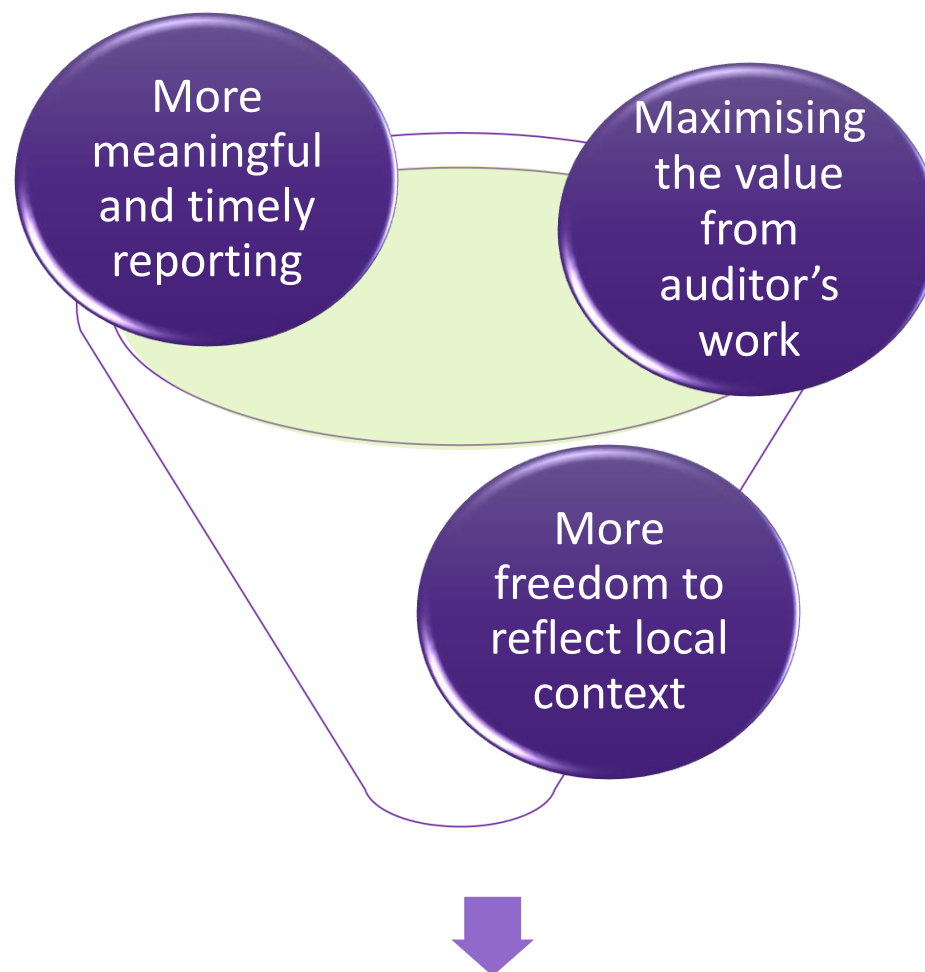 More
meaningful
and timely
reporting
Maximising
the value
from
auditor’s
work
More
freedom to
reflect local
context